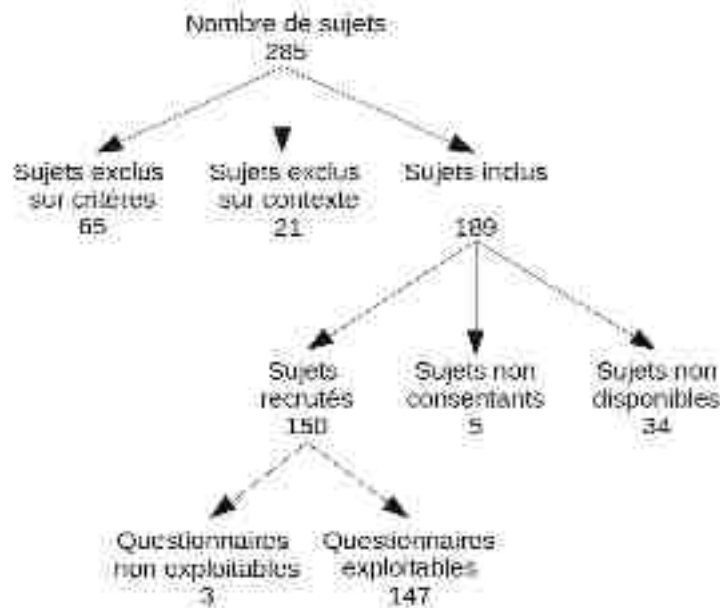 Nombre de sujets
285
Sujets exclus
sur critères
65
Sujets exclus
sur contexte
21
Sujets inclus
189
Sujets
recrutés
150
Sujets non
consentants
5
Sujets non
disponibles
34
Questionnaires
non exploitables
3
Questionnaires
exploitables
147